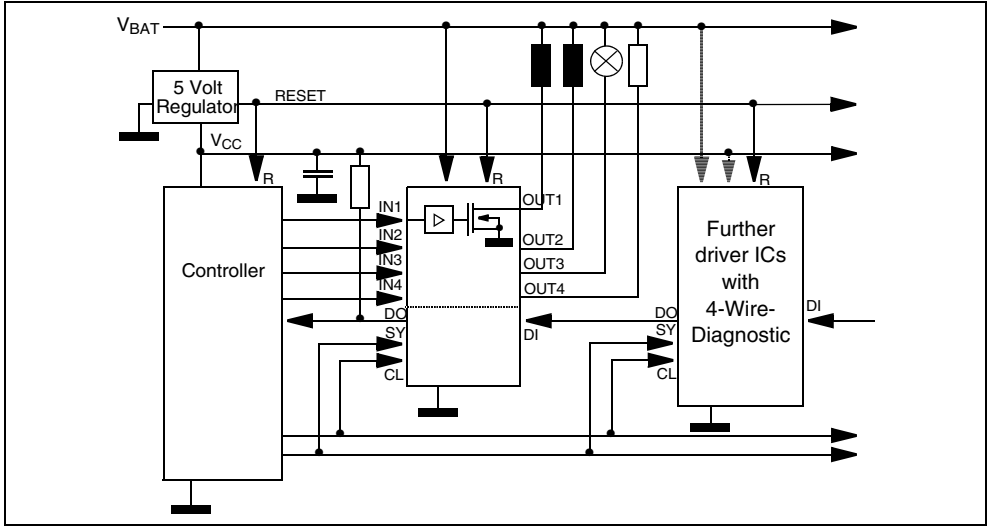 VBAT
5 Volt
Regulator
RESET
VCC
R
R
R
IN1
IN2
IN3
IN4
OUT1
OUT2
OUT3
OUT4
Controller
DO
SY
CL
DI
Further
driver ICs
with
4-Wire-
Diagnostic
DO
SY
CL
DI